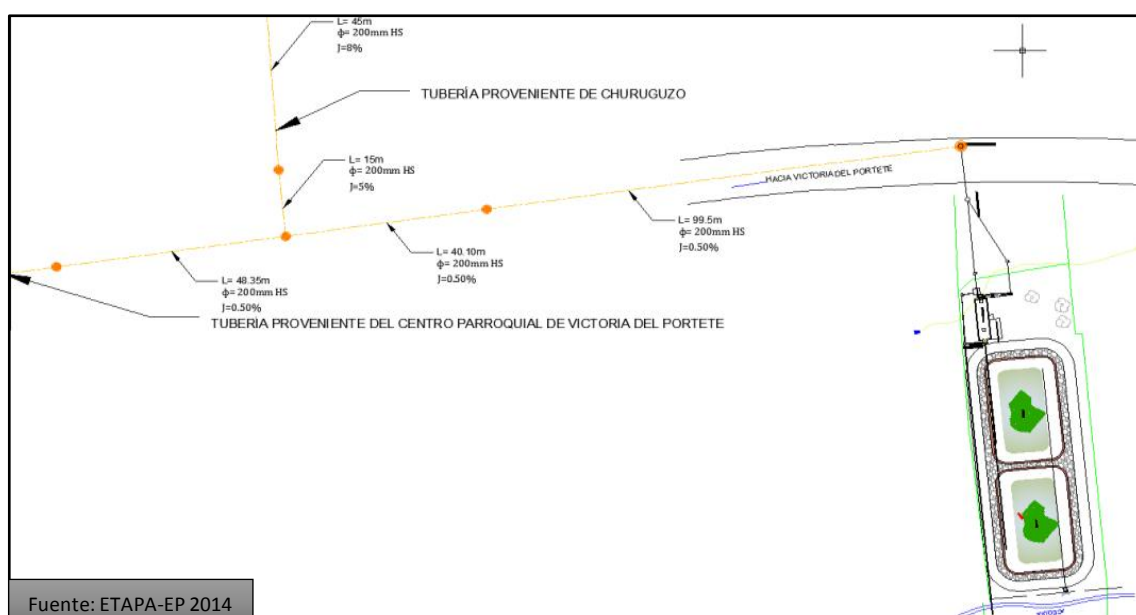 L= 45m
ϕ= 200mm HS
J=8%
TUBERÍA PROVENIENTE DE CHURUGUZO
L= 15m
ϕ= 200mm HS
J=5%
HACIA VICTORIA DEL PORTETE
L= 99.5m
ϕ= 200mm HS
J=0.50%
L= 40.10m
ϕ= 200mm HS
J=0.50%
L= 48.35m
ϕ= 200mm HS
J=0.50%
TUBERÍA PROVENIENTE DEL CENTRO PARROQUIAL DE VICTORIA DEL PORTETE
Fuente: ETAPA-EP 2014